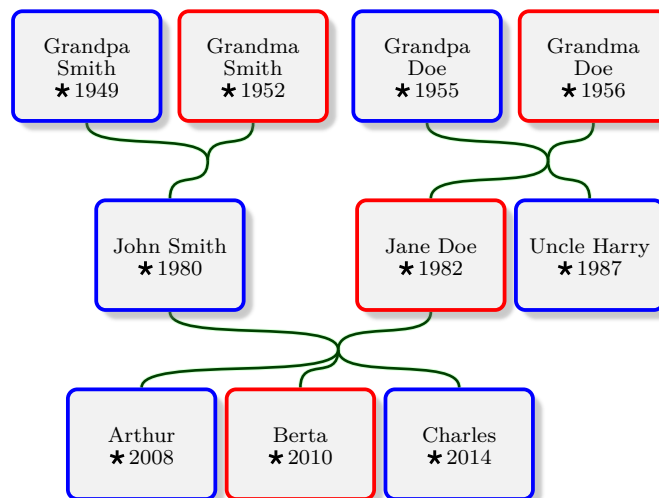 Grandpa
Smith
★1949
Grandma
Smith
★1952
Grandpa
Doe
★1955
Grandma
Doe
★1956
John Smith
★1980
Jane Doe
★1982
Uncle Harry
★1987
Arthur
★2008
Berta
★2010
Charles
★2014